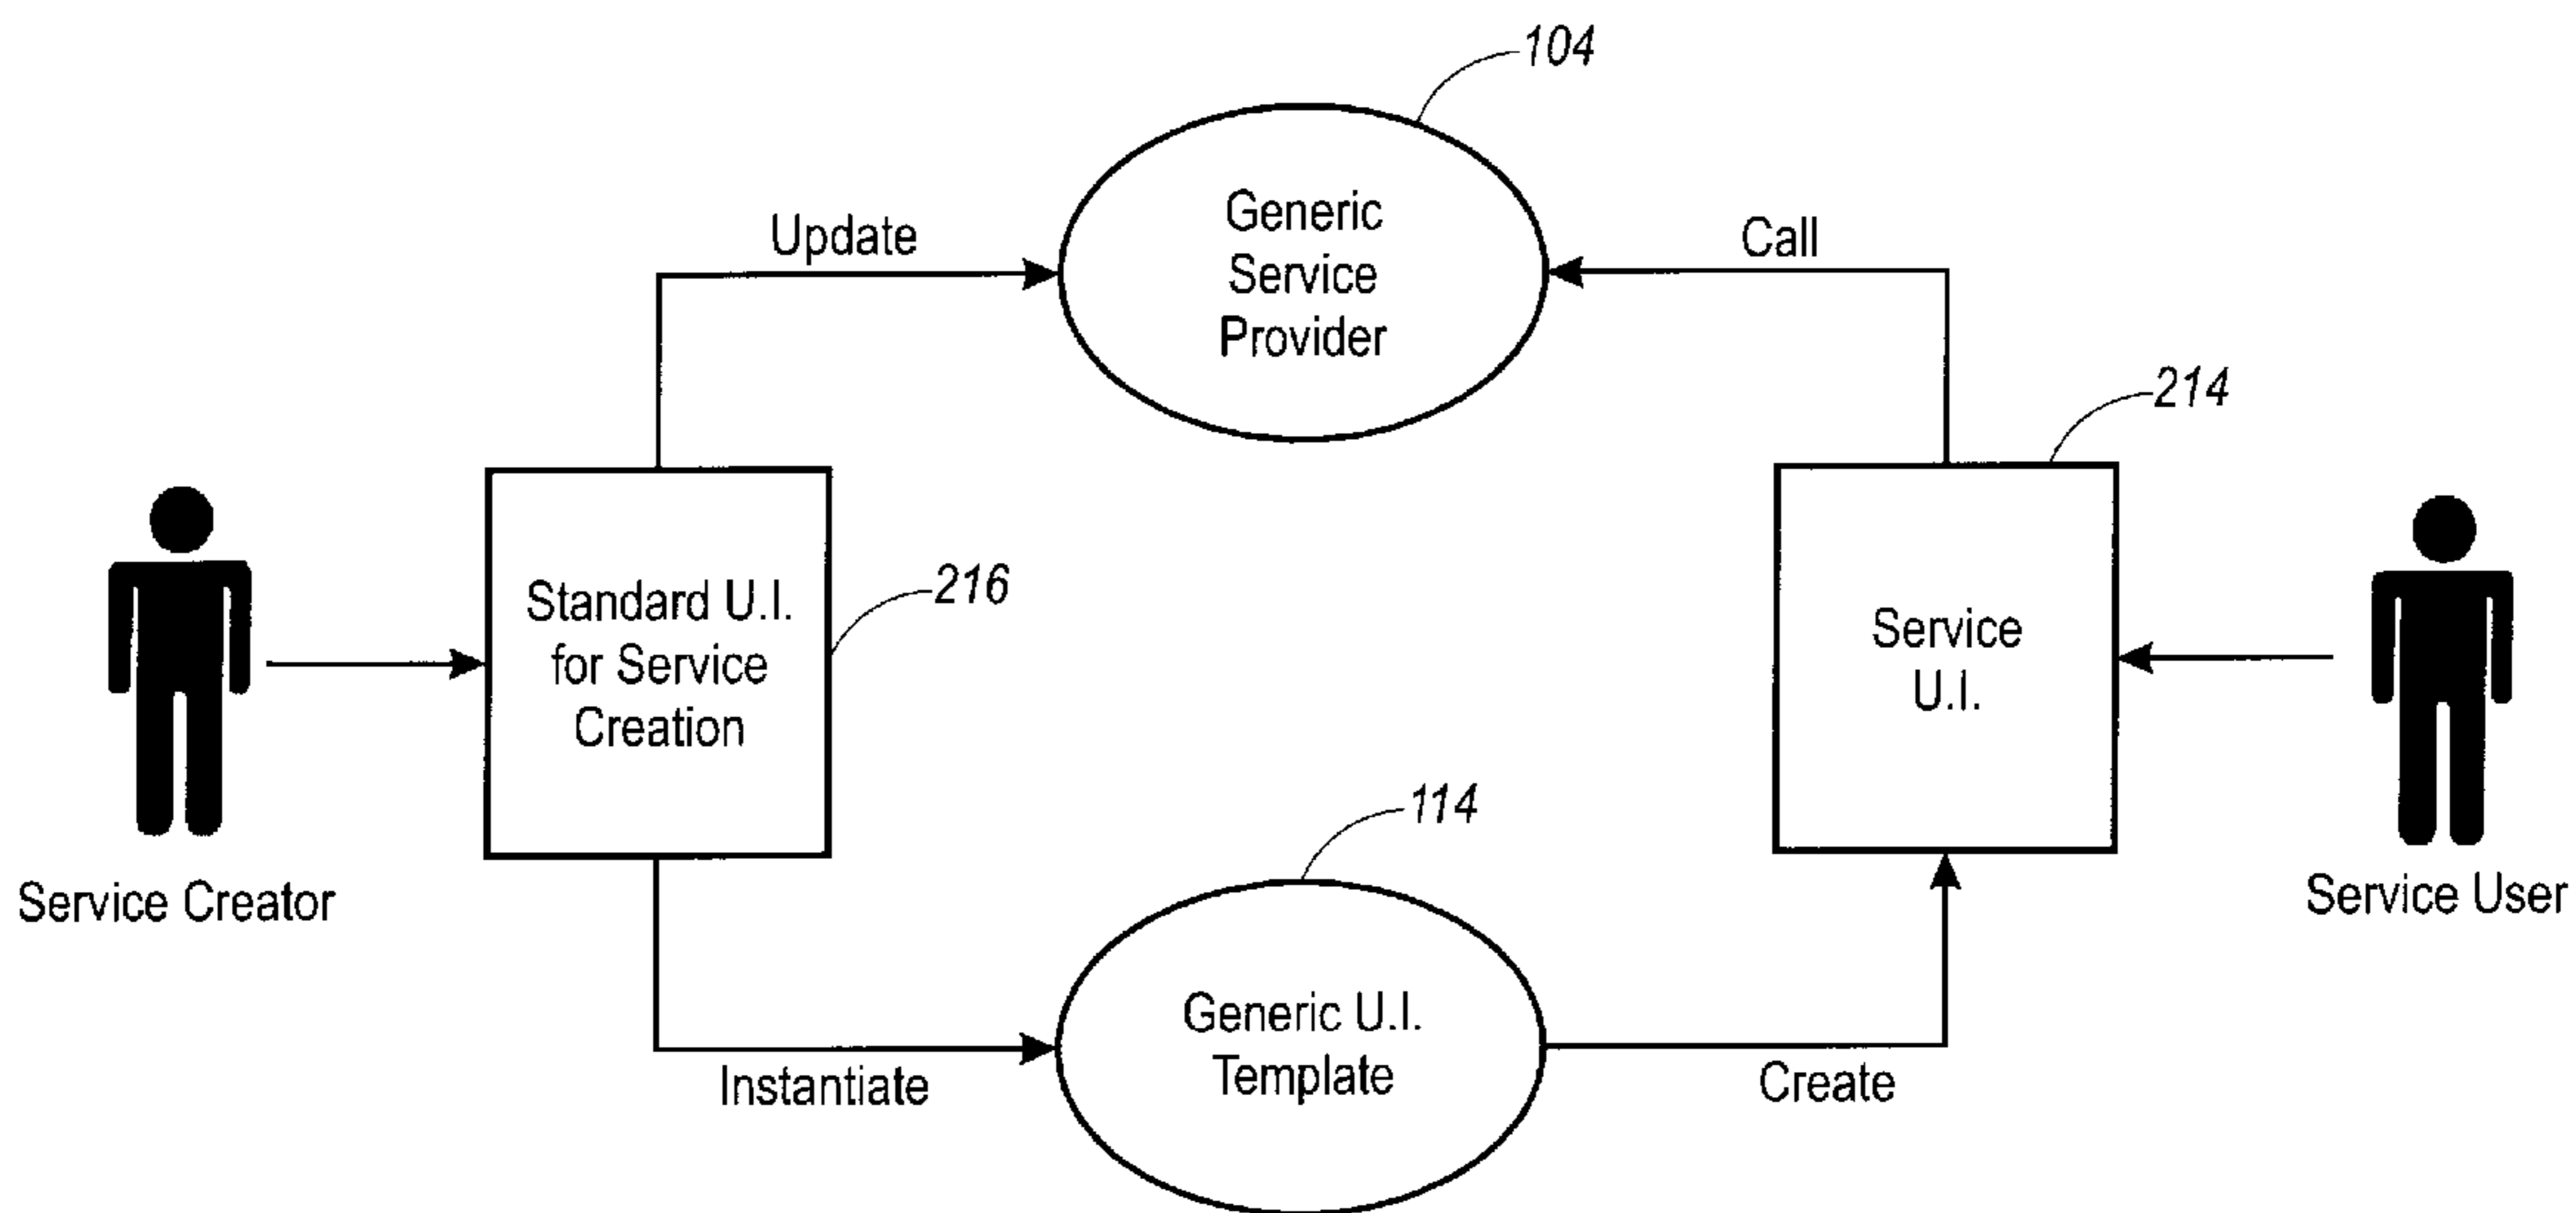 104
Generic
Service
Provider
Update
Call
214
Standard U.I.
for Service
Creation
216
Service
U.I.
114
Service Creator
Service User
Generic U.I.
Template
Instantiate
Create